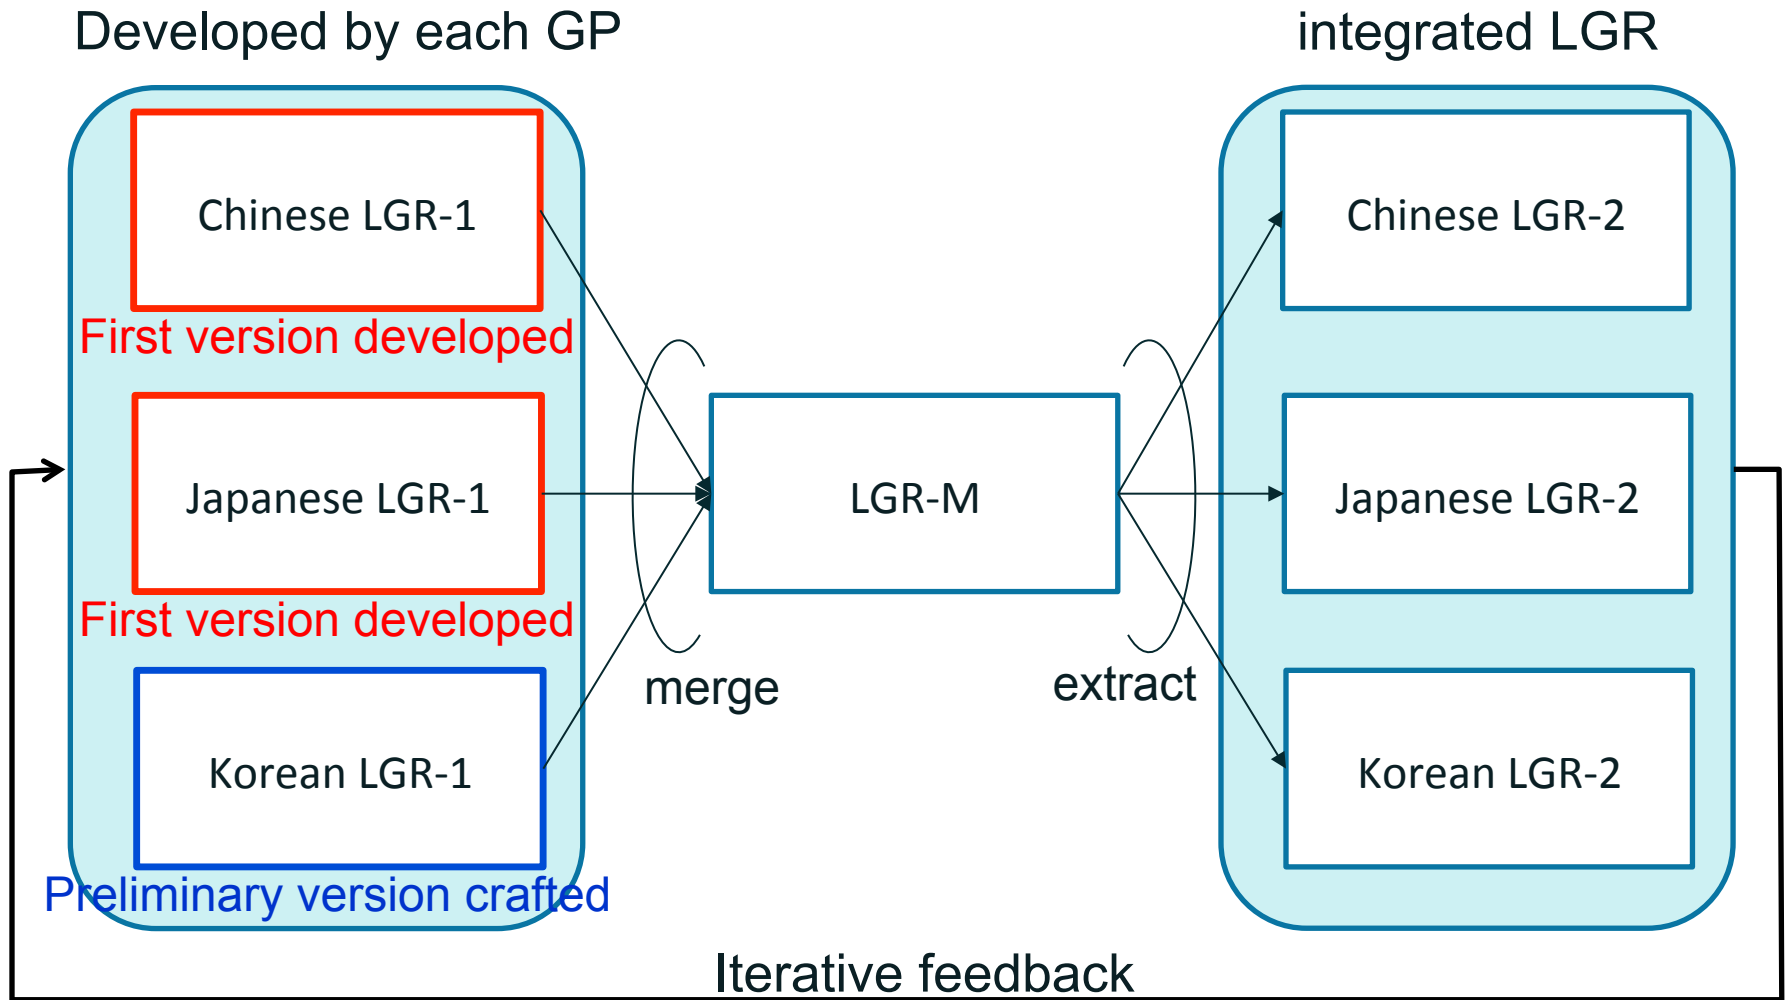 Developed by each GP
integrated LGR
Chinese LGR-1
First version developed
Japanese LGR-1
First version developed
Korean LGR-1
Preliminary version crafted
merge
LGR-M
extract
Chinese LGR-2
Japanese LGR-2
Korean LGR-2
Iterative feedback